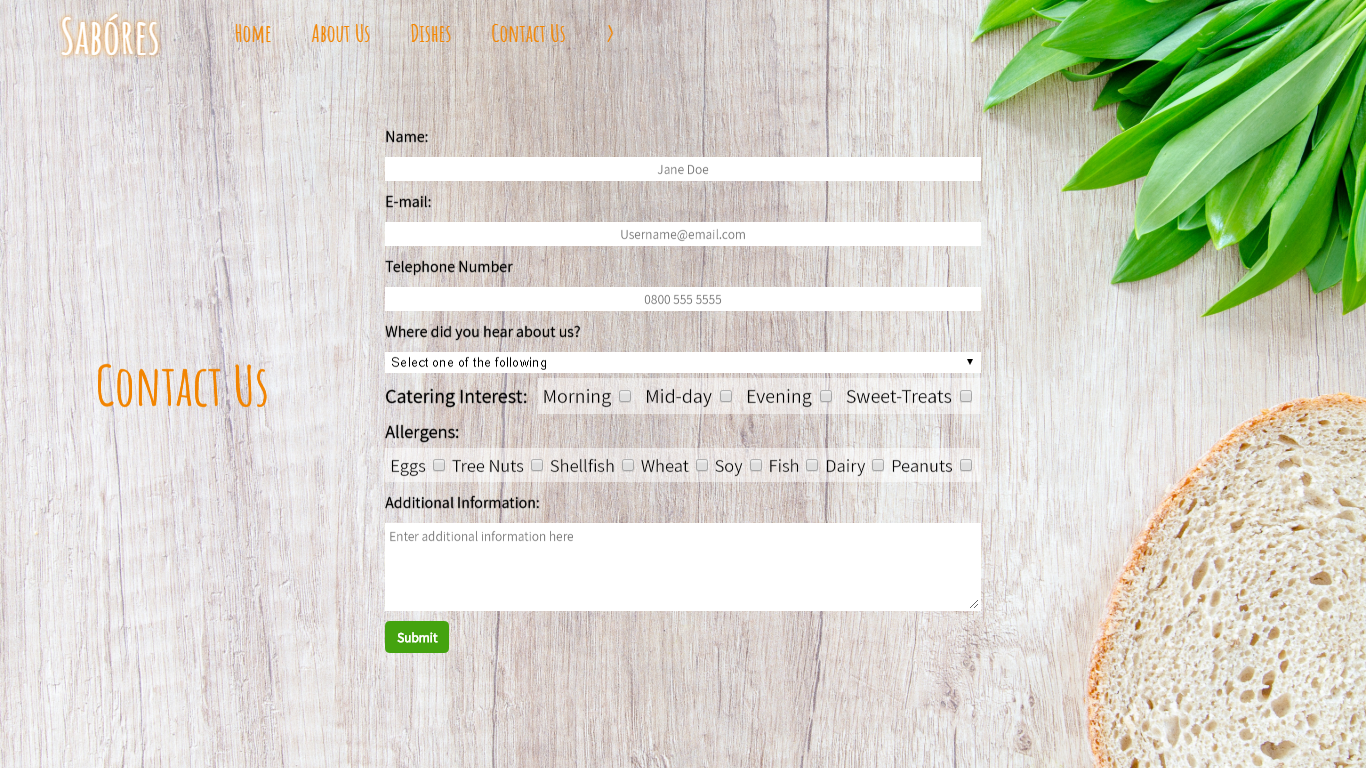 Sabóres
Home About Us Dishes Contact Us >
Name:
Jane Doe
E-mail:
Username@email.com
Telephone Number
0800 555 5555
Where did you hear about us?
Select one of the following
Contact Us
Catering Interest: Morning Mid-day Evening Sweet-Treats
Allergens:
Eggs Tree Nuts Shellfish Wheat Soy Fish Dairy Peanuts
Additional Information:
Enter additional information here
Submit